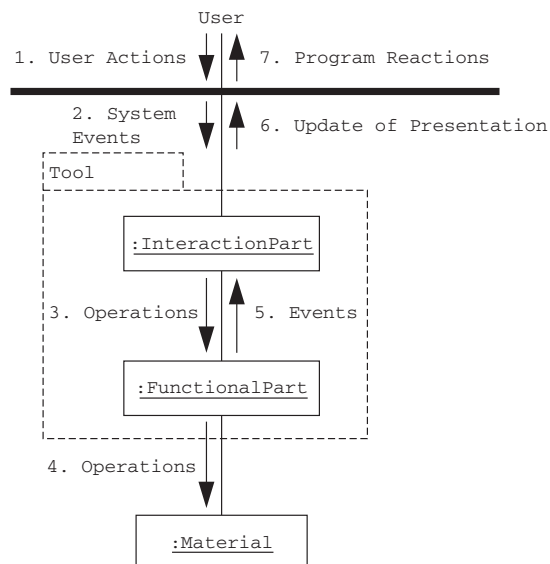 User
1. User Actions
7. Program Reactions
2. System
Events
6. Update of Presentation
Tool
:InteractionPart
3. Operations
5. Events
:FunctionalPart
4. Operations
:Material